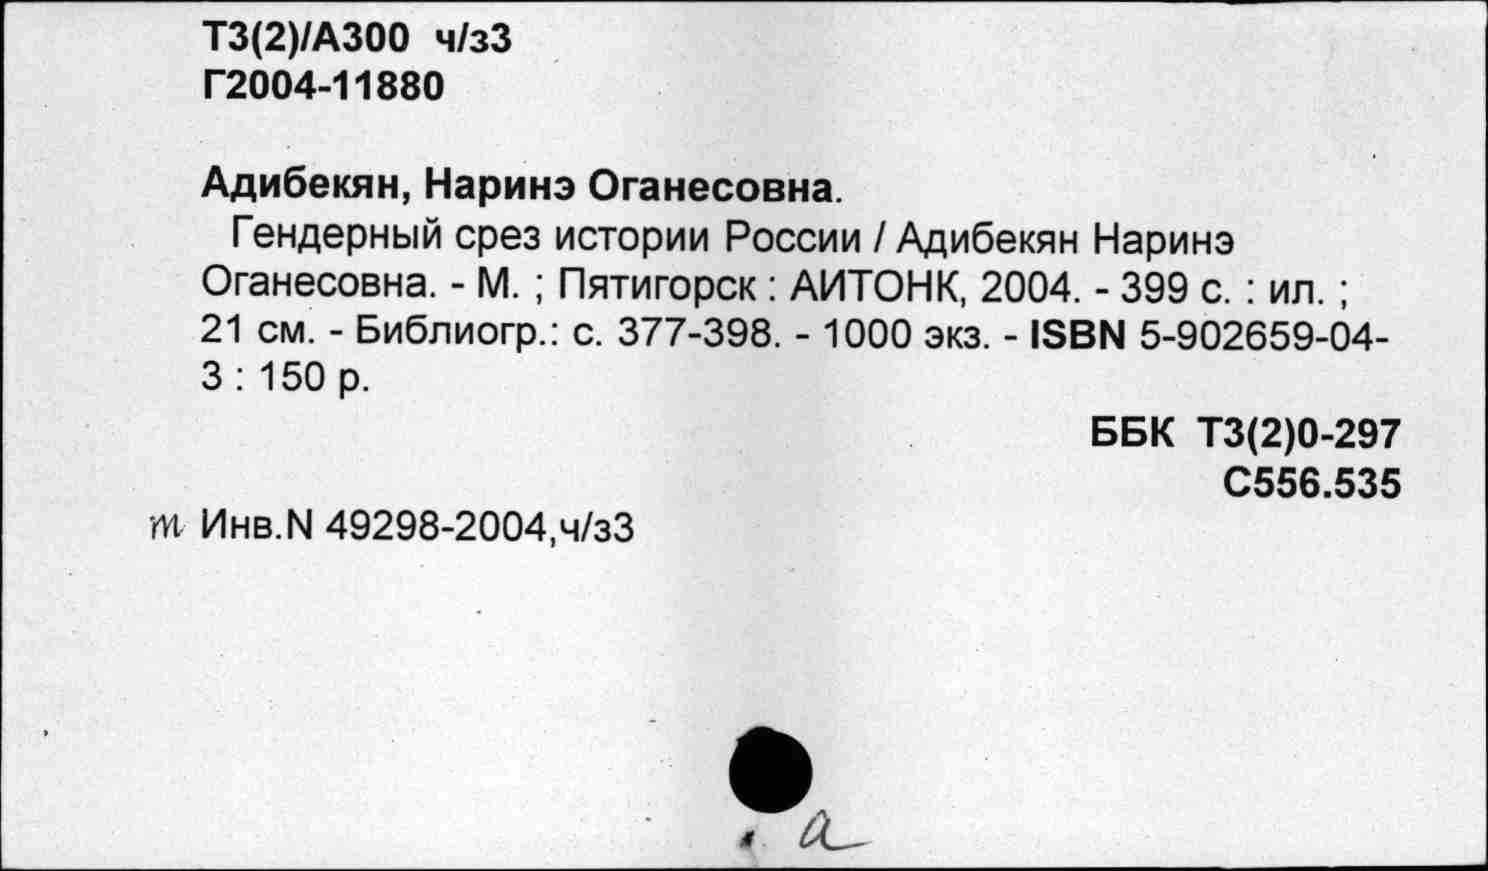 Т3(2)/А300 ч/з3
Г2004-11880
Адибекян, Наринэ Оганесовна.
Гендерный срез истории России / Адибекян Наринэ
Оганесовна. - М. ; Пятигорск : АИТОНК, 2004. - 399 с. : ил. ;
21 см. - Библиогр.: с. 377-398. - 1000 экз. - ISBN 5-902659-04-
3 : 150 р.
ББК Т3(2)0-297
С556.535
т Инв.N 49298-2004,ч/з3
а